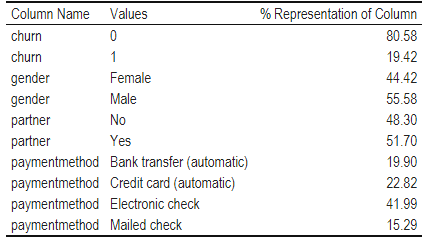 Column Name Values % Representation of Column
churn 0 80.58
churn 1 19.42
gender Female 44.42
gender Male 55.58
partner No 48.30
partner Yes 51.70
paymentmethod Bank transfer (automatic) 19.90
paymentmethod Credit card (automatic) 22.82
paymentmethod Electronic check 41.99
paymentmethod Mailed check 15.29